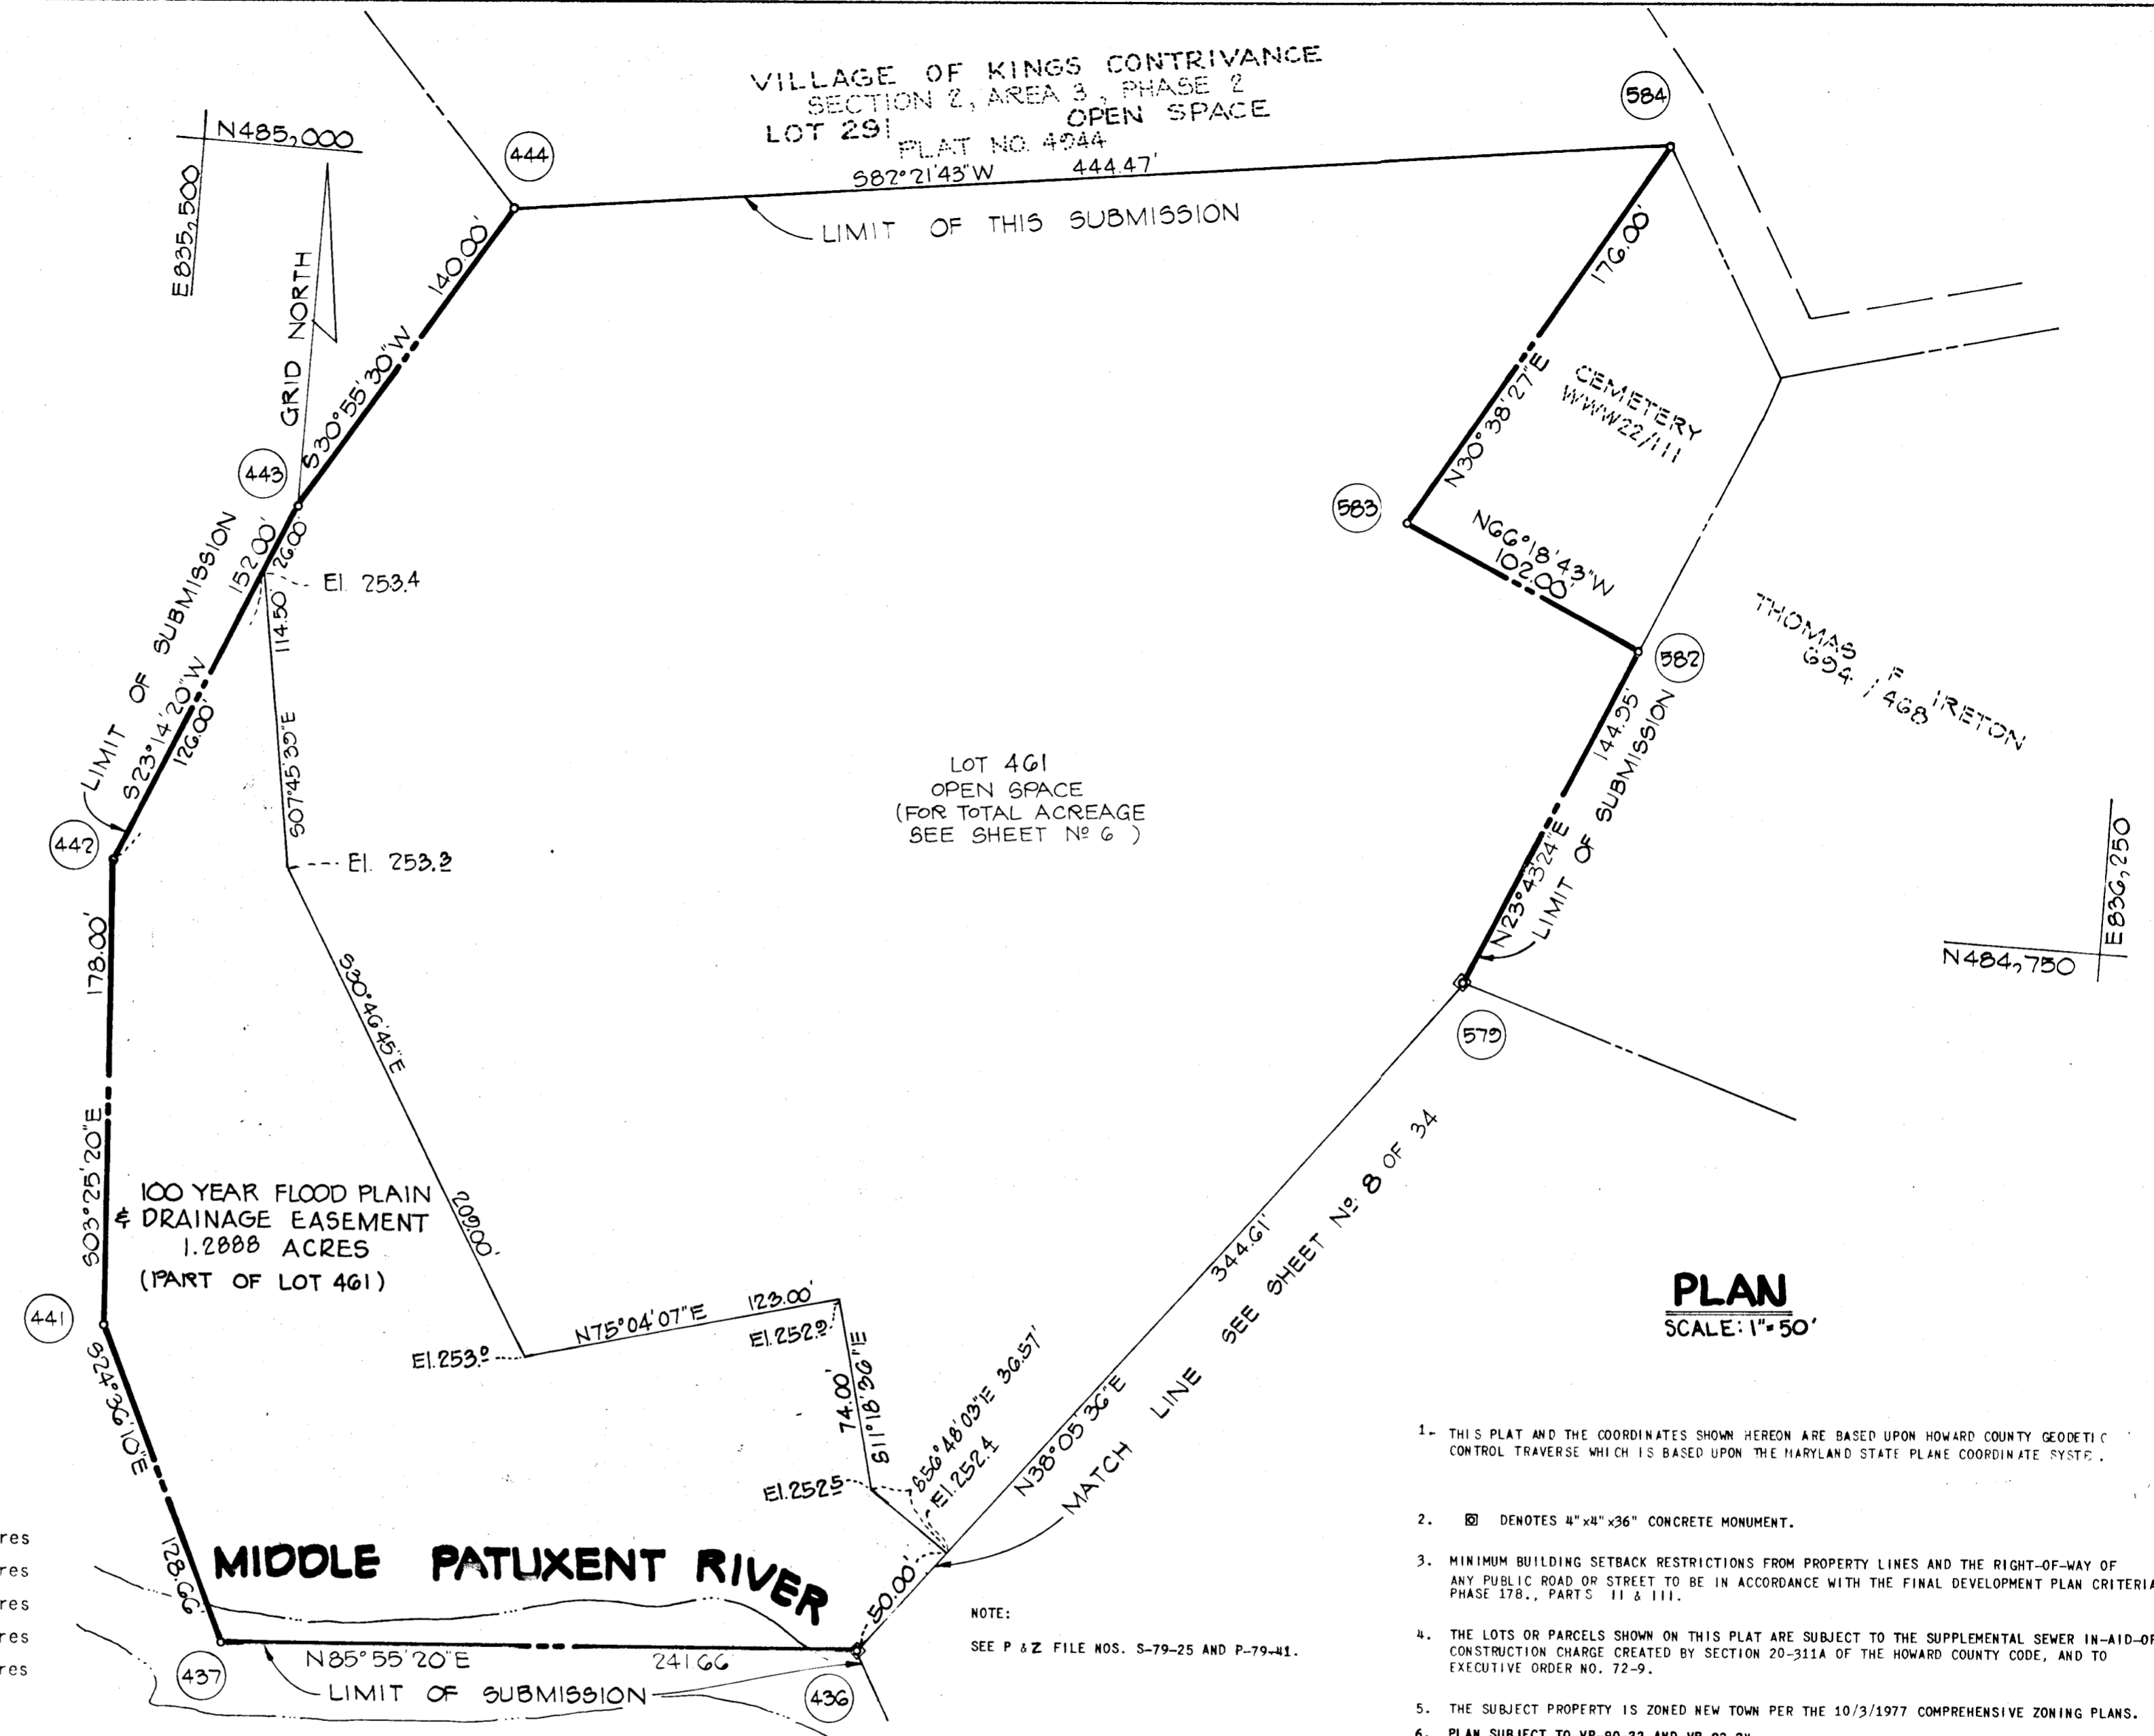 VILLAGE OF KINGS CONTRIVANCE
SECTION 2, AREA 3, PHASE 2
LOT 291 OPEN SPACE
PLAT NO. 4944
S82°21'43"W 444.47'
LIMIT OF THIS SUBMISSION
584
444
N485,000
E835,500
GRID NORTH
140.00'
S30°55'30"W
443
152.00'
26.00'
El. 253.4
LIMIT OF SUBMISSION
S23°14'20"W
126.00'
114.50'
S07°45'39"E
El. 253.3
442
178.00'
S03°25'20"E
S30°46'45"E
209.00'
176.00'
N30°38'27"E
CEMETERY
WWW22/111
583
N66°18'43"W
102.00'
582
THOMAS F IRETON
694 / 468
144.95'
N23°43'24"E
LIMIT OF SUBMISSION
LOT 461
OPEN SPACE
(FOR TOTAL ACREAGE
SEE SHEET Nº 6 )
E836,250
N484,750
579
100 YEAR FLOOD PLAIN
& DRAINAGE EASEMENT
1.2888 ACRES
(PART OF LOT 461)
441
S24°36'10"E
128.66'
El.253.0
N75°04'07"E 123.00'
El.252.9
74.00'
S11°18'36"E
El.252.5
S56°48'03"E 36.57'
El.252.4
344.61'
N38°05'36"E
MATCH LINE SEE SHEET Nº 8 OF 34
50.00'
MIDDLE PATUXENT RIVER
437
N85°55'20"E 241.66'
LIMIT OF SUBMISSION
436
res
res
res
res
res
PLAN
SCALE: 1"=50'
NOTE:
SEE P & Z FILE NOS. S-79-25 AND P-79-41.
1. THIS PLAT AND THE COORDINATES SHOWN HEREON ARE BASED UPON HOWARD COUNTY GEODETIC
CONTROL TRAVERSE WHICH IS BASED UPON THE MARYLAND STATE PLANE COORDINATE SYSTE .
2. DENOTES 4"x4"x36" CONCRETE MONUMENT.
3. MINIMUM BUILDING SETBACK RESTRICTIONS FROM PROPERTY LINES AND THE RIGHT-OF-WAY OF
ANY PUBLIC ROAD OR STREET TO BE IN ACCORDANCE WITH THE FINAL DEVELOPMENT PLAN CRITERIA
PHASE 178., PARTS II & III.
4. THE LOTS OR PARCELS SHOWN ON THIS PLAT ARE SUBJECT TO THE SUPPLEMENTAL SEWER IN-AID-OF
CONSTRUCTION CHARGE CREATED BY SECTION 20-311A OF THE HOWARD COUNTY CODE, AND TO
EXECUTIVE ORDER NO. 72-9.
5. THE SUBJECT PROPERTY IS ZONED NEW TOWN PER THE 10/3/1977 COMPREHENSIVE ZONING PLANS.
6. PLAN SUBJECT TO